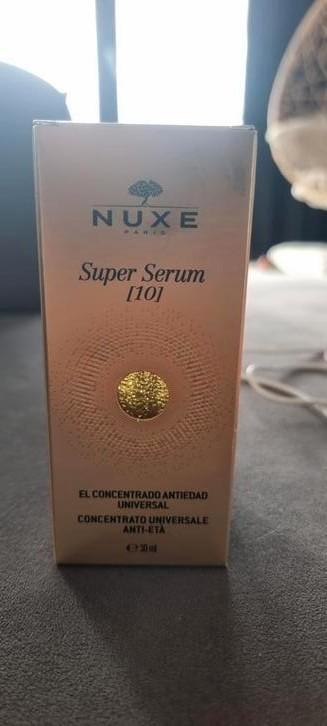 NUXE
PARIS
Super Serum
[10]
EL CONCENTRADO ANTIEDAD
UNIVERSAL
CONCENTRATO UNIVERSALE
ANTI-ETÀ
℮ 30 ml